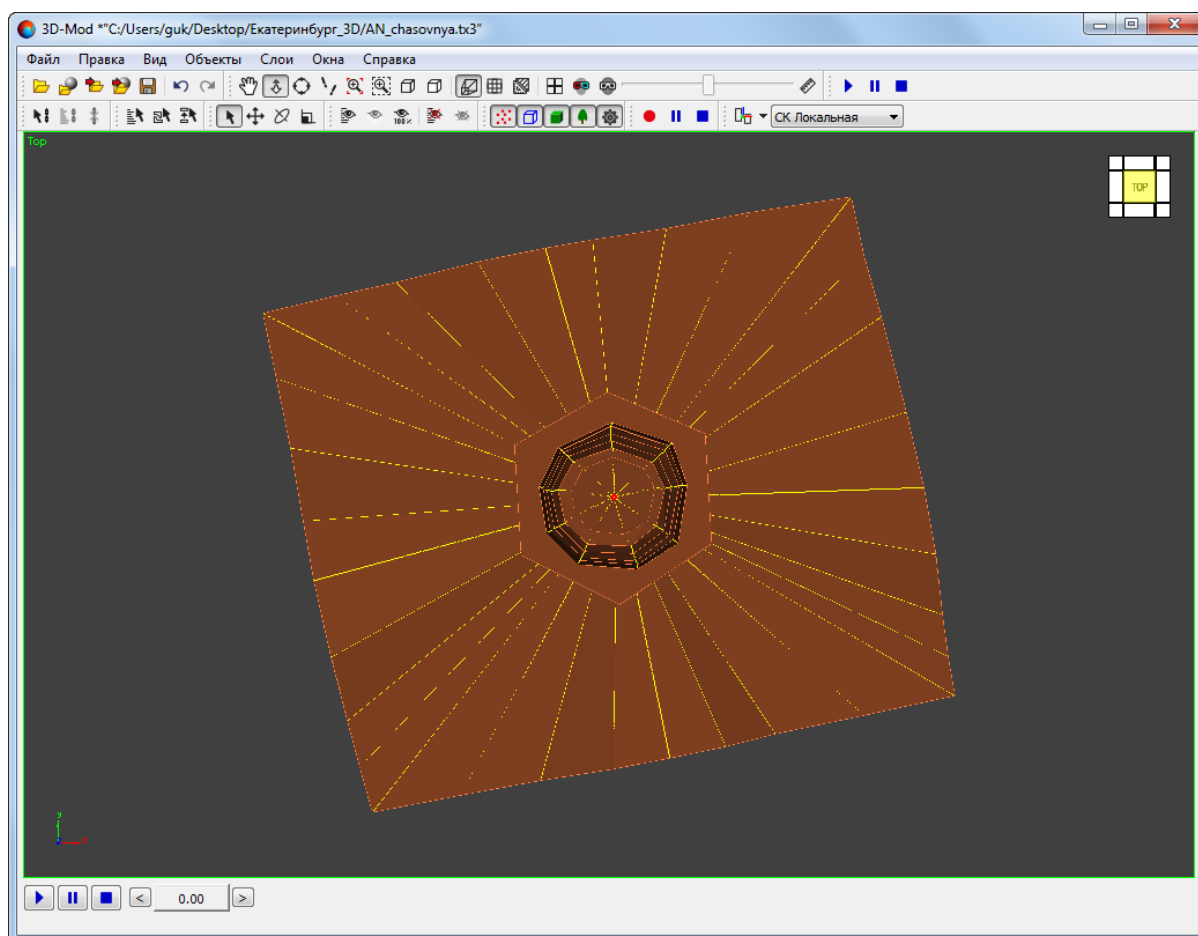 3D-Mod *"C:/Users/guk/Desktop/Екатеринбург_3D/AN_chasovnya.tx3"
Файл Правка Вид Объекты Слои Окна Справка
100%
СК Локальная
Top
TOP
y
x
< 0.00 >